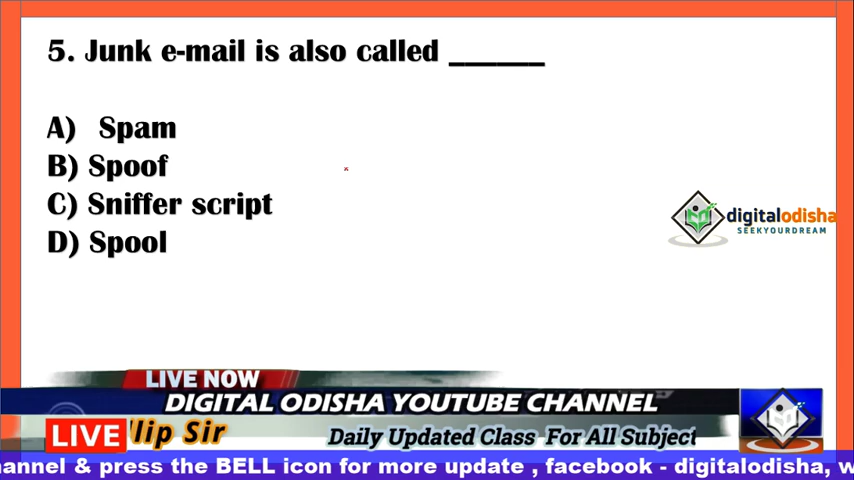 5. Junk e-mail is also called ______
A) Spam
B) Spoof
C) Sniffer script
D) Spool
digitalodisha
SEEKYOURDREAM
LIVE NOW
DIGITAL ODISHA YOUTUBE CHANNEL
LIVE
lip Sir
Daily Updated Class For All Subject
annel & press the BELL icon for more update , facebook - digitalodisha, w